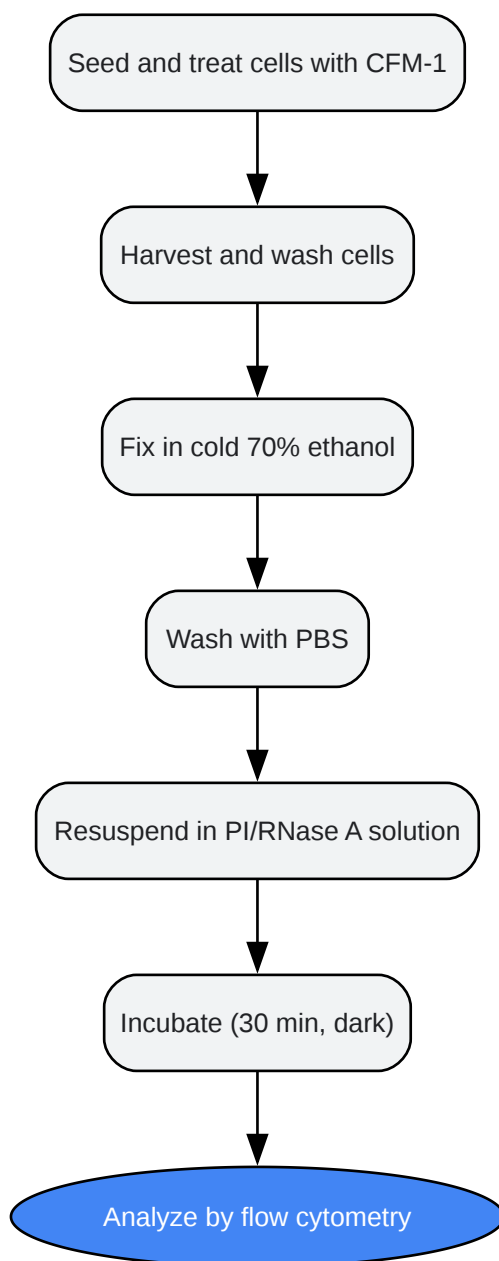 Seed and treat cells with CFM-1
Harvest and wash cells
Fix in cold 70% ethanol
Wash with PBS
Resuspend in PI/RNase A solution
Incubate (30 min, dark)
Analyze by flow cytometry